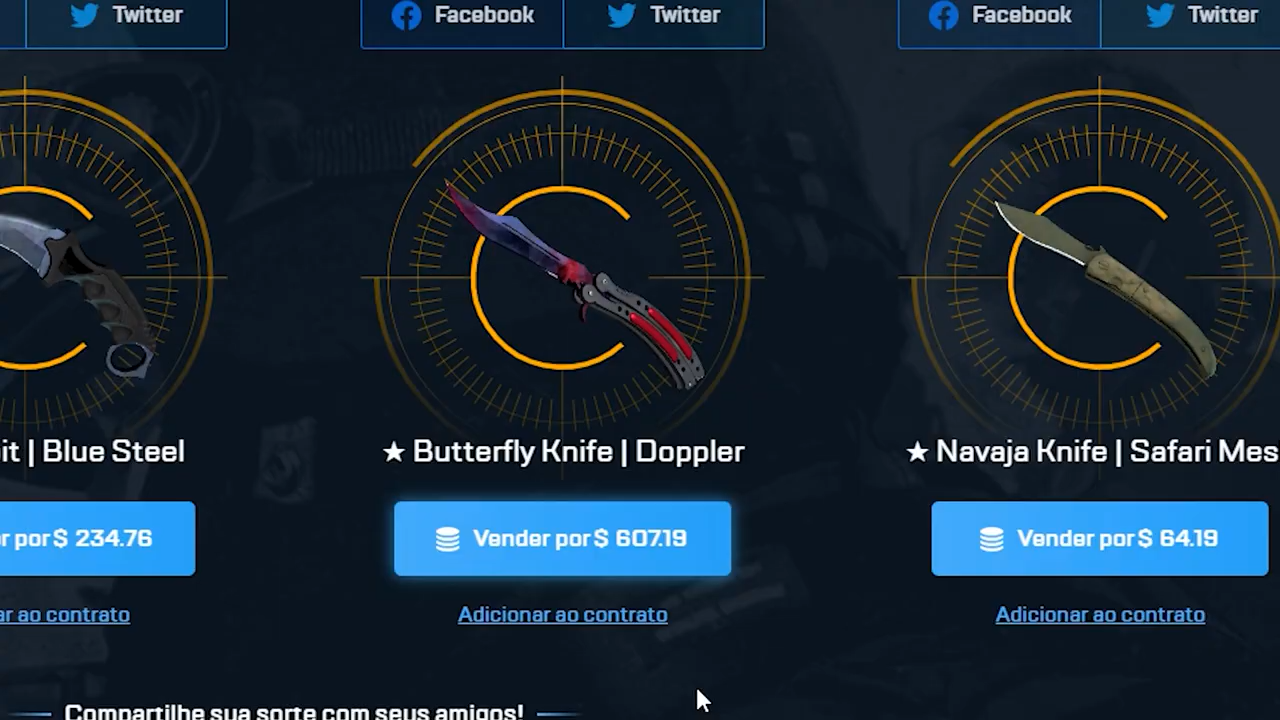 Twitter
Facebook
Twitter
Facebook
Twitter
it | Blue Steel
★ Butterfly Knife | Doppler
★ Navaja Knife | Safari Mes
r por $ 234.76
Vender por $ 607.19
Vender por $ 64.19
ar ao contrato
Adicionar ao contrato
Adicionar ao contrato
Compartilhe sua sorte com seus amigos!